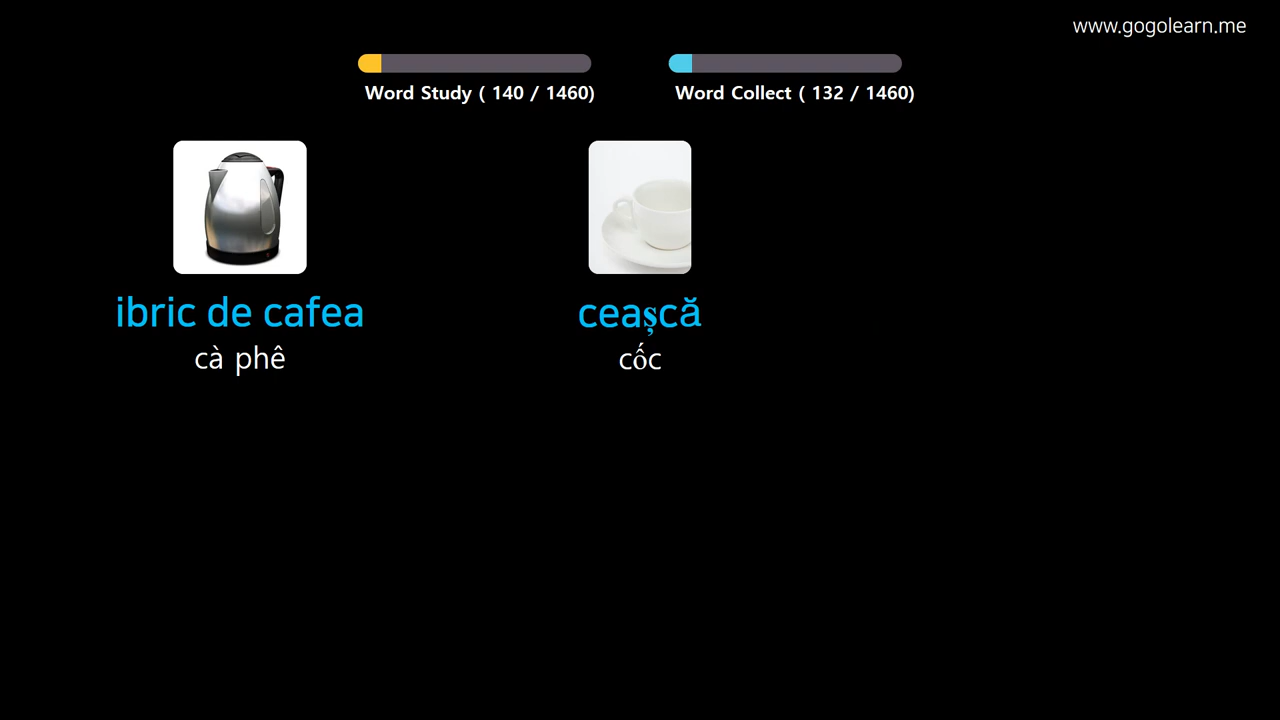 www.gogolearn.me
Word Study ( 140 / 1460)
Word Collect ( 132 / 1460)
ibric de cafea
cà phê
ceașcă
cốc